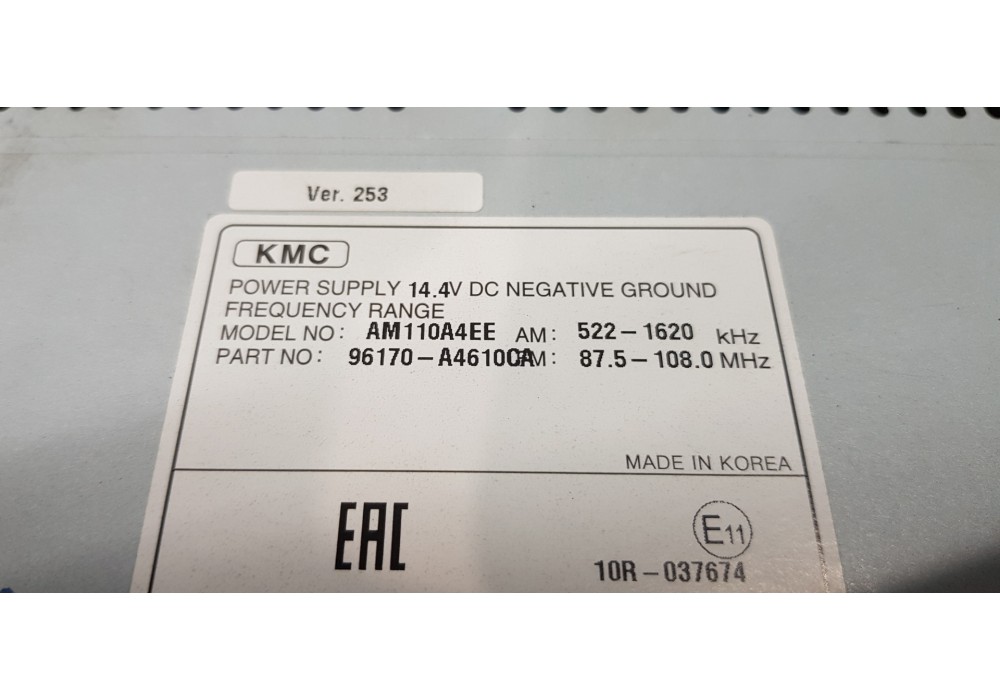 Ver. 253
KMC
POWER SUPPLY 14.4V DC NEGATIVE GROUND
FREQUENCY RANGE
MODEL NO: AM110A4EE AM: 522-1620 kHz
PART NO: 96170-A4610CA FM: 87.5-108.0 MHz
MADE IN KOREA
EAC
E11
10R-037674